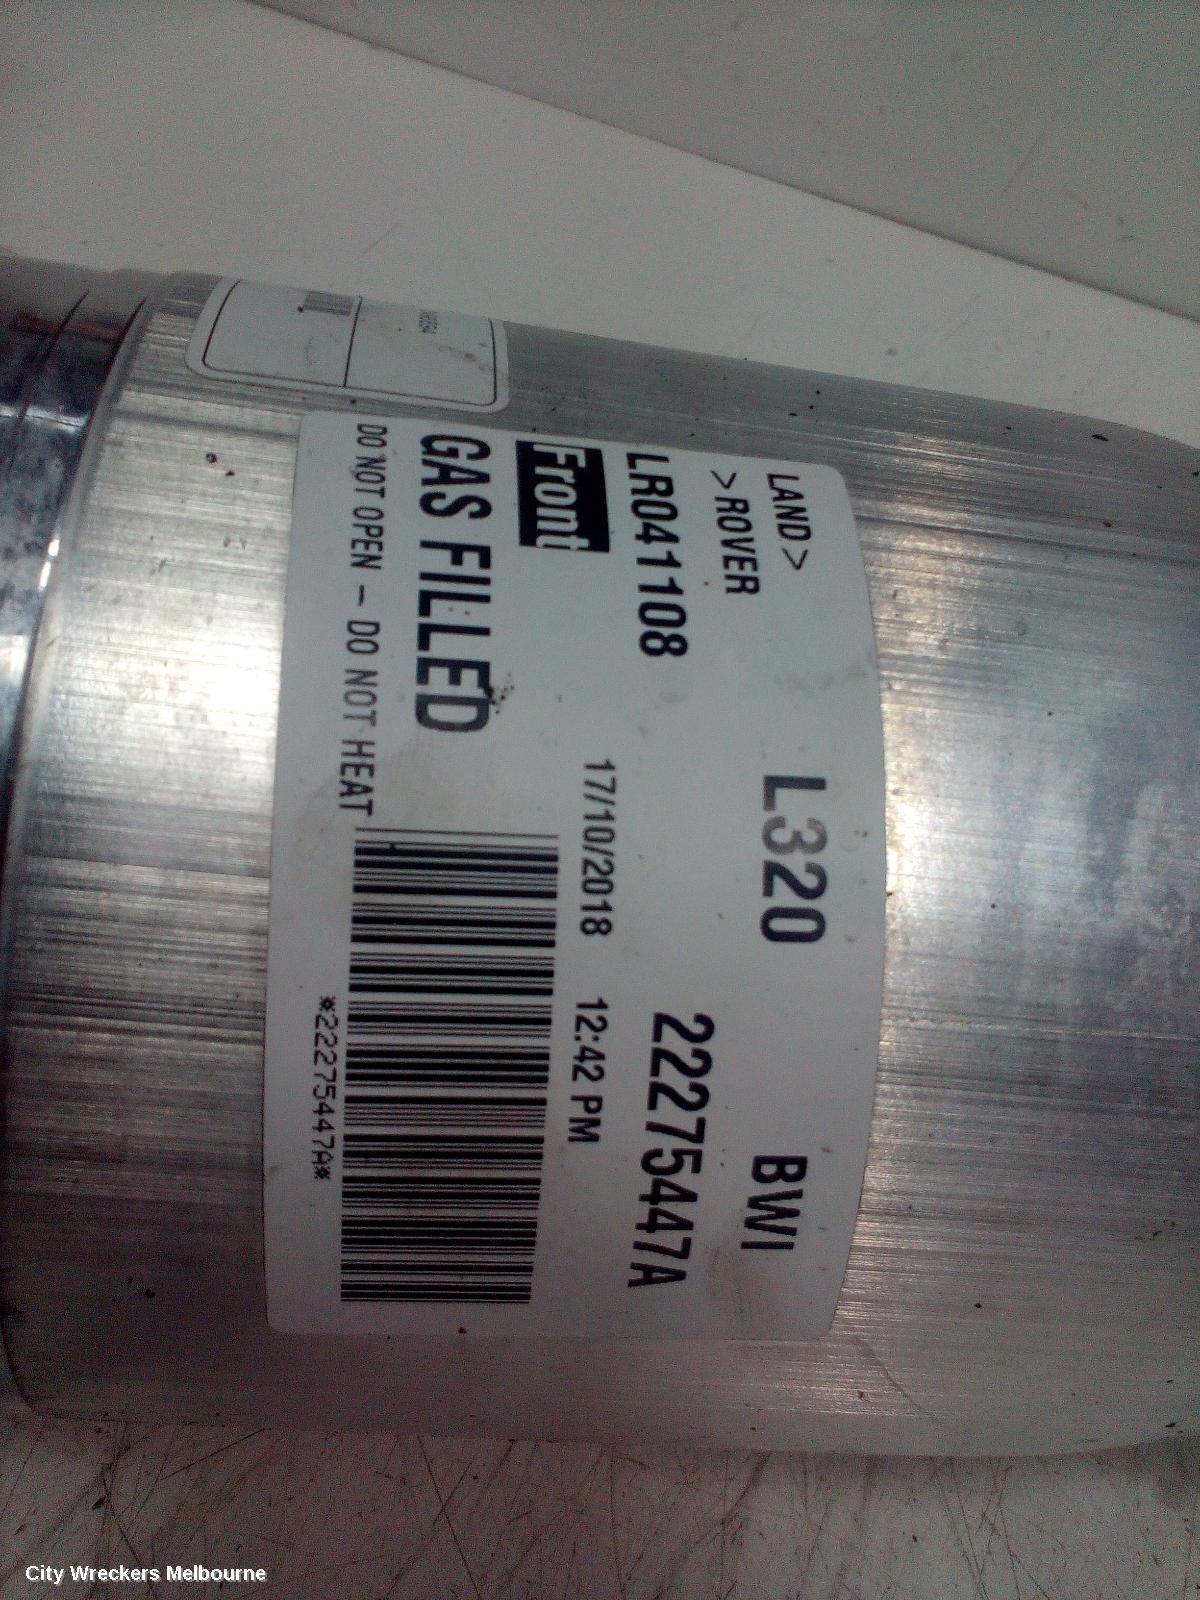 LAND>
>ROVER
L320
BWI
LR041108
22275447A
Front
17/10/2018 12:42 PM
GAS FILLED
DO NOT OPEN – DO NOT HEAT
*22275447A*
City Wreckers Melbourne